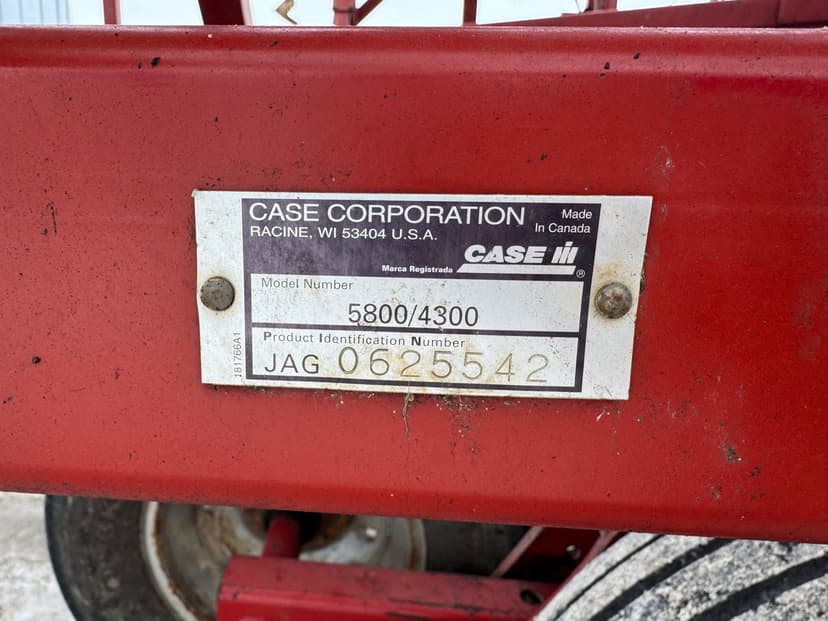 CASE CORPORATION
Made
In Canada
RACINE, WI 53404 U.S.A.
CASE IH
Marca Registrada
®
Model Number
5800/4300
Product Identification Number
JAG 0625542
181766A1